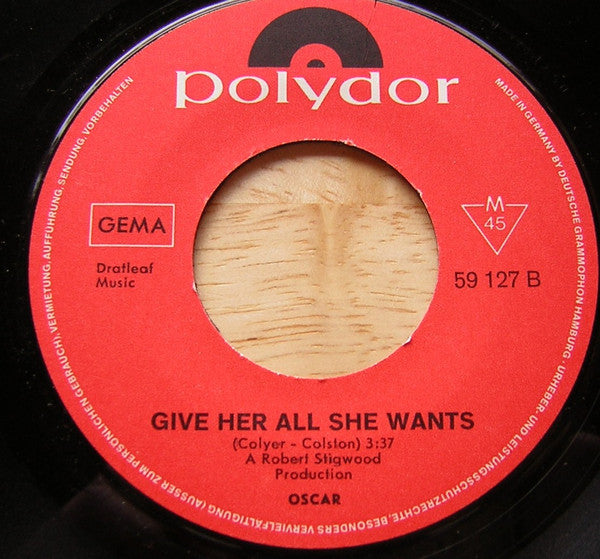 polydor
GEMA
Dratleaf
Music
M
45
59 127 B
GIVE HER ALL SHE WANTS
(Colyer - Colston) 3:37
A Robert Stigwood
Production
OSCAR
MADE IN GERMANY BY DEUTSCHE GRAMMOPHON HAMBURG. URHEBER- UND LEISTUNGSSCHUTZRECHTE, BESONDERS VERVIELFÄLTIGUNG (AUSSER ZUM PERSÖNLICHEN GEBRAUCH), VERMIETUNG, AUFFÜHRUNG, SENDUNG, VORBEHALTEN